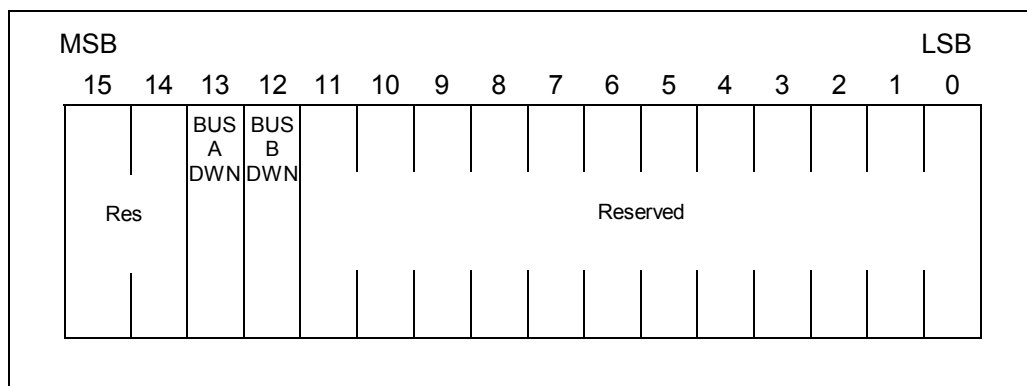 MSB LSB
15 14 13 12 11 10 9 8 7 6 5 4 3 2 1 0
BUS A DWN
BUS B DWN
Res
Reserved